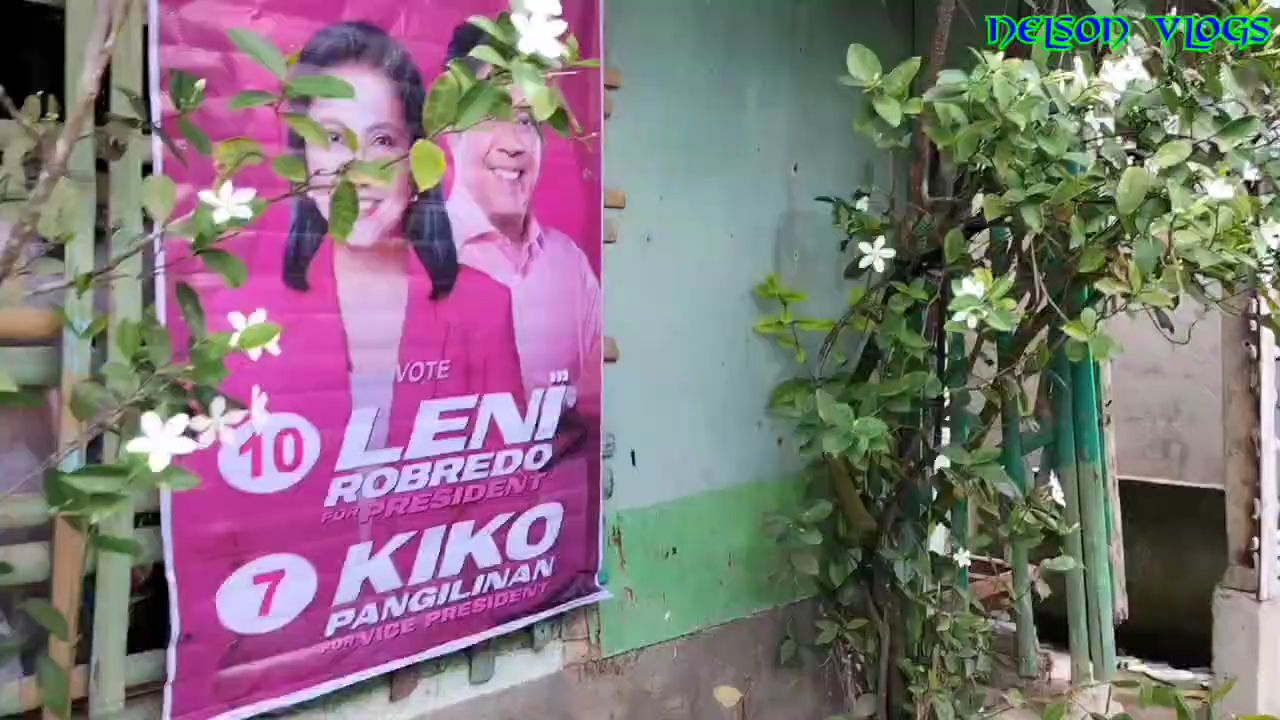 NELSON VLOGS
VOTE
10 LENI
ROBREDO
FOR PRESIDENT
7 KIKO
PANGILINAN
FOR VICE PRESIDENT